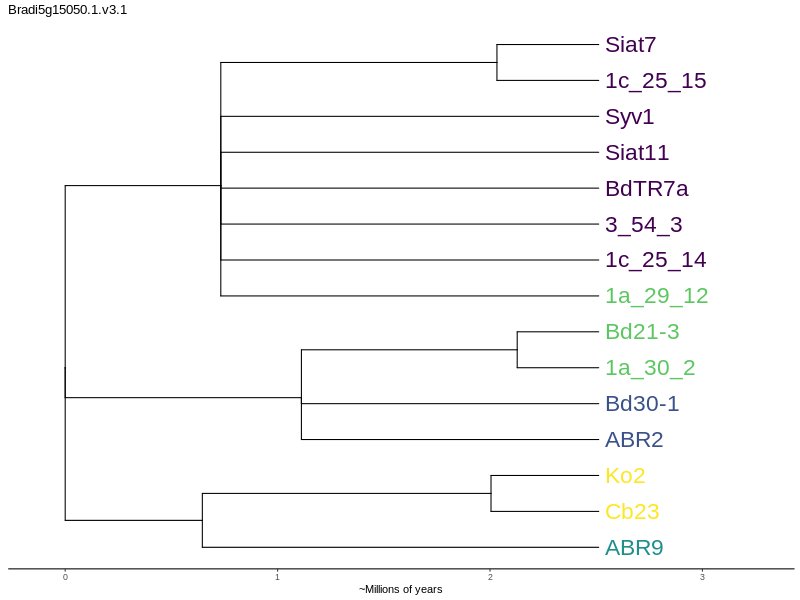 Bradi5g15050.1.v3.1
Siat7
1c_25_15
Syv1
Siat11
BdTR7a
3_54_3
1c_25_14
1a_29_12
Bd21-3
1a_30_2
Bd30-1
ABR2
Ko2
Cb23
ABR9
0 1 2 3
~Millions of years